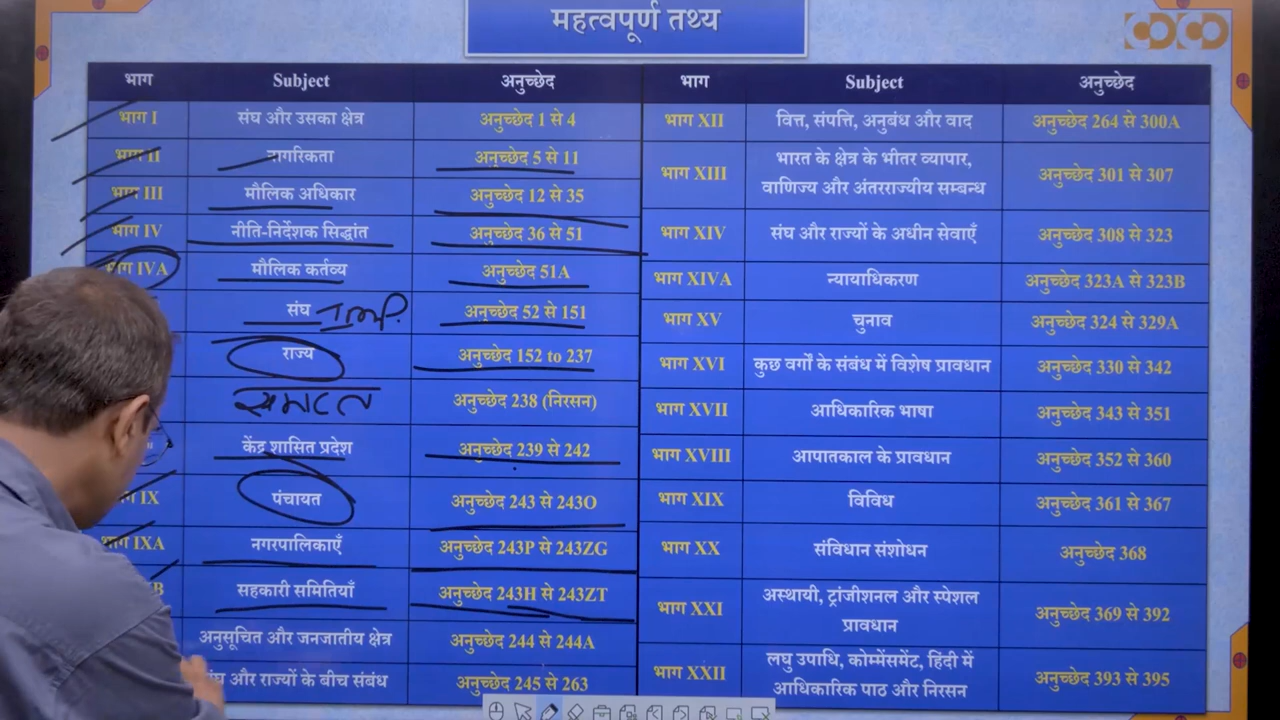 महत्वपूर्ण तथ्य
भाग Subject अनुच्छेद भाग Subject अनुच्छेद
भाग I संघ और उसका क्षेत्र अनुच्छेद 1 से 4 भाग XII वित्त, संपत्ति, अनुबंध और वाद अनुच्छेद 264 से 300A
भाग II नागरिकता अनुच्छेद 5 से 11 भाग XIII भारत के क्षेत्र के भीतर व्यापार,
वाणिज्य और अंतरराज्यीय सम्बन्ध अनुच्छेद 301 से 307
भाग III मौलिक अधिकार अनुच्छेद 12 से 35
भाग IV नीति-निर्देशक सिद्धांत अनुच्छेद 36 से 51 भाग XIV संघ और राज्यों के अधीन सेवाएँ अनुच्छेद 308 से 323
भाग IVA मौलिक कर्तव्य अनुच्छेद 51A भाग XIVA न्यायाधिकरण अनुच्छेद 323A से 323B
संघ Imp. अनुच्छेद 52 से 151 भाग XV चुनाव अनुच्छेद 324 से 329A
राज्य अनुच्छेद 152 to 237 भाग XVI कुछ वर्गों के संबंध में विशेष प्रावधान अनुच्छेद 330 से 342
समाप्त अनुच्छेद 238 (निरसन) भाग XVII आधिकारिक भाषा अनुच्छेद 343 से 351
केंद्र शासित प्रदेश अनुच्छेद 239 से 242 भाग XVIII आपातकाल के प्रावधान अनुच्छेद 352 से 360
IX पंचायत अनुच्छेद 243 से 243O भाग XIX विविध अनुच्छेद 361 से 367
भाग IXA नगरपालिकाएँ अनुच्छेद 243P से 243ZG भाग XX संविधान संशोधन अनुच्छेद 368
B सहकारी समितियाँ अनुच्छेद 243H से 243ZT भाग XXI अस्थायी, ट्रांजीशनल और स्पेशल
प्रावधान अनुच्छेद 369 से 392
अनुसूचित और जनजातीय क्षेत्र अनुच्छेद 244 से 244A
और राज्यों के बीच संबंध अनुच्छेद 245 से 263 भाग XXII लघु उपाधि, कोम्मेंसमेंट, हिंदी में
आधिकारिक पाठ और निरसन अनुच्छेद 393 से 395